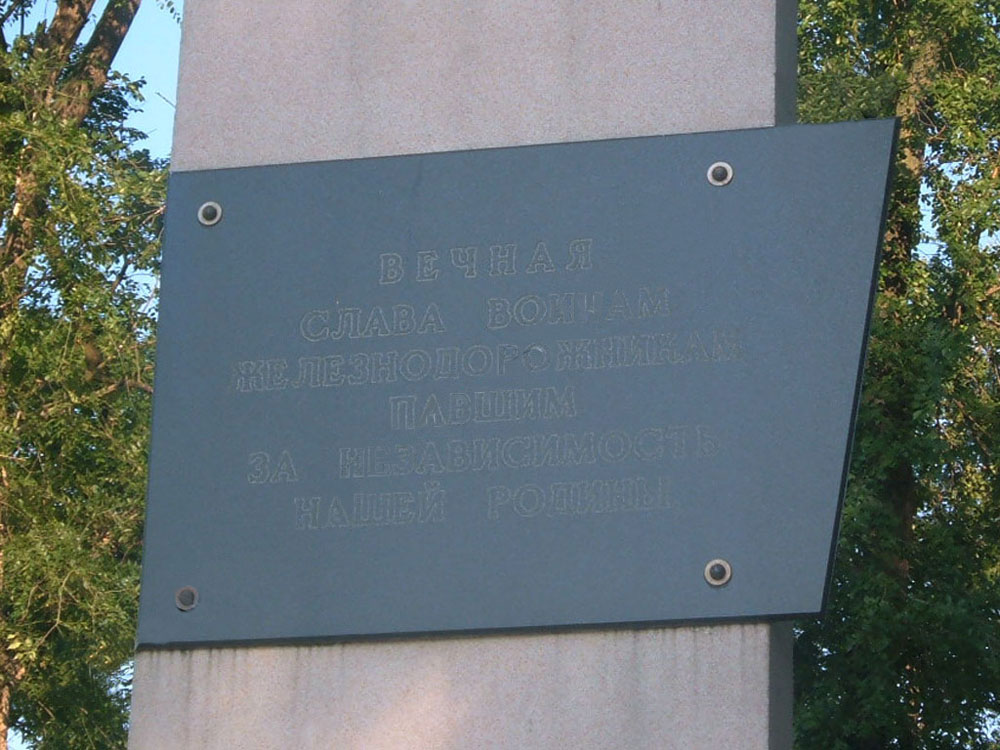 ВЕЧНАЯ
СЛАВА ВОИНАМ
ЖЕЛЕЗНОДОРОЖНИКАМ
ПАВШИМ
ЗА НЕЗАВИСИМОСТЬ
НАШЕЙ РОДИНЫ